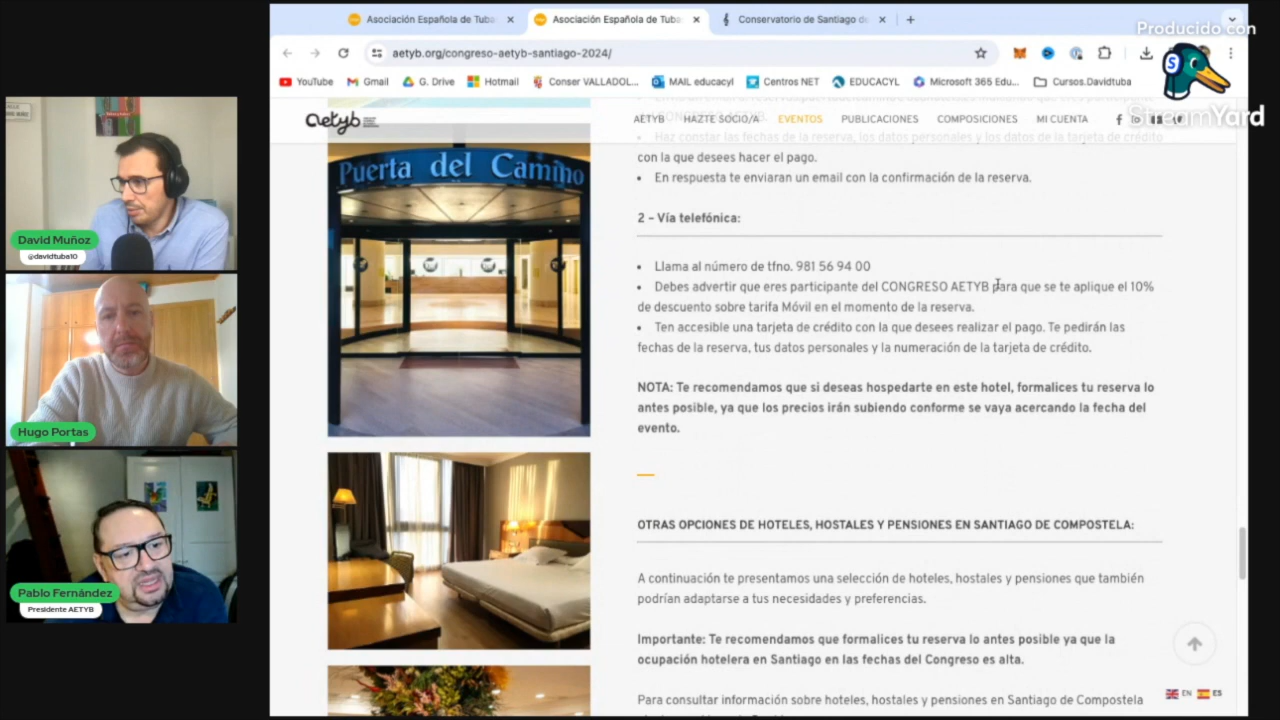 Asociación Española de Tuba
Asociación Española de Tuba
Conservatorio de Santiago d
Producido con
StreamYard
aetyb.org/congreso-aetyb-santiago-2024/
YouTube
Gmail
G. Drive
Hotmail
Conser VALLADOL...
MAIL educacyl
Centros NET
EDUCACYL
Microsoft 365 Edu...
Cursos.Davidtuba
aetyb
AETYB
HAZTE SOCIO/A
EVENTOS
PUBLICACIONES
COMPOSICIONES
MI CUENTA
Haz constar las fechas de la reserva, los datos personales y los datos de la tarjeta de crédito
con la que desees hacer el pago.
En respuesta te enviaran un email con la confirmación de la reserva.
2 – Vía telefónica:
Llama al número de tfno. 981 56 94 00
Debes advertir que eres participante del CONGRESO AETYB para que se te aplique el 10%
de descuento sobre tarifa Móvil en el momento de la reserva.
Ten accesible una tarjeta de crédito con la que desees realizar el pago. Te pedirán las
fechas de la reserva, tus datos personales y la numeración de la tarjeta de crédito.
NOTA: Te recomendamos que si deseas hospedarte en este hotel, formalices tu reserva lo
antes posible, ya que los precios irán subiendo conforme se vaya acercando la fecha del
evento.
OTRAS OPCIONES DE HOTELES, HOSTALES Y PENSIONES EN SANTIAGO DE COMPOSTELA:
A continuación te presentamos una selección de hoteles, hostales y pensiones que también
podrían adaptarse a tus necesidades y preferencias.
Importante: Te recomendamos que formalices tu reserva lo antes posible ya que la
ocupación hotelera en Santiago en las fechas del Congreso es alta.
Para consultar información sobre hoteles, hostales y pensiones en Santiago de Compostela
EN
ES
Puerta del Camino
David Muñoz
@davidtuba10
Hugo Portas
Pablo Fernández
Presidente AETYB